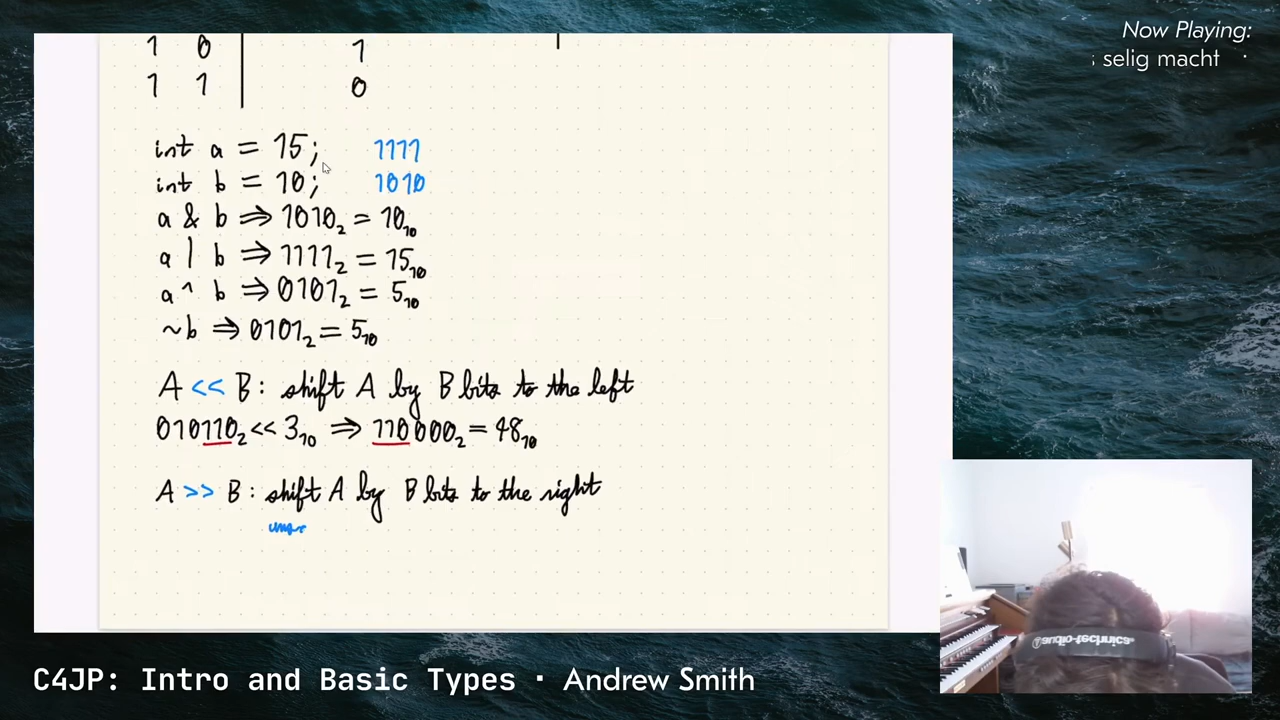 Now Playing:
selig macht ·
1 0 | 1
1 1 | 0
int a = 15; 1111
int b = 10; 1010
a & b ⇒ 1010₂ = 10₁₀
a | b ⇒ 1111₂ = 15₁₀
a ^ b ⇒ 0101₂ = 5₁₀
~b ⇒ 0101₂ = 5₁₀
A << B: shift A by B bits to the left
010110₂ << 3₁₀ ⇒ 110000₂ = 48₁₀
A >> B: shift A by B bits to the right
audio-technica
C4JP: Intro and Basic Types · Andrew Smith